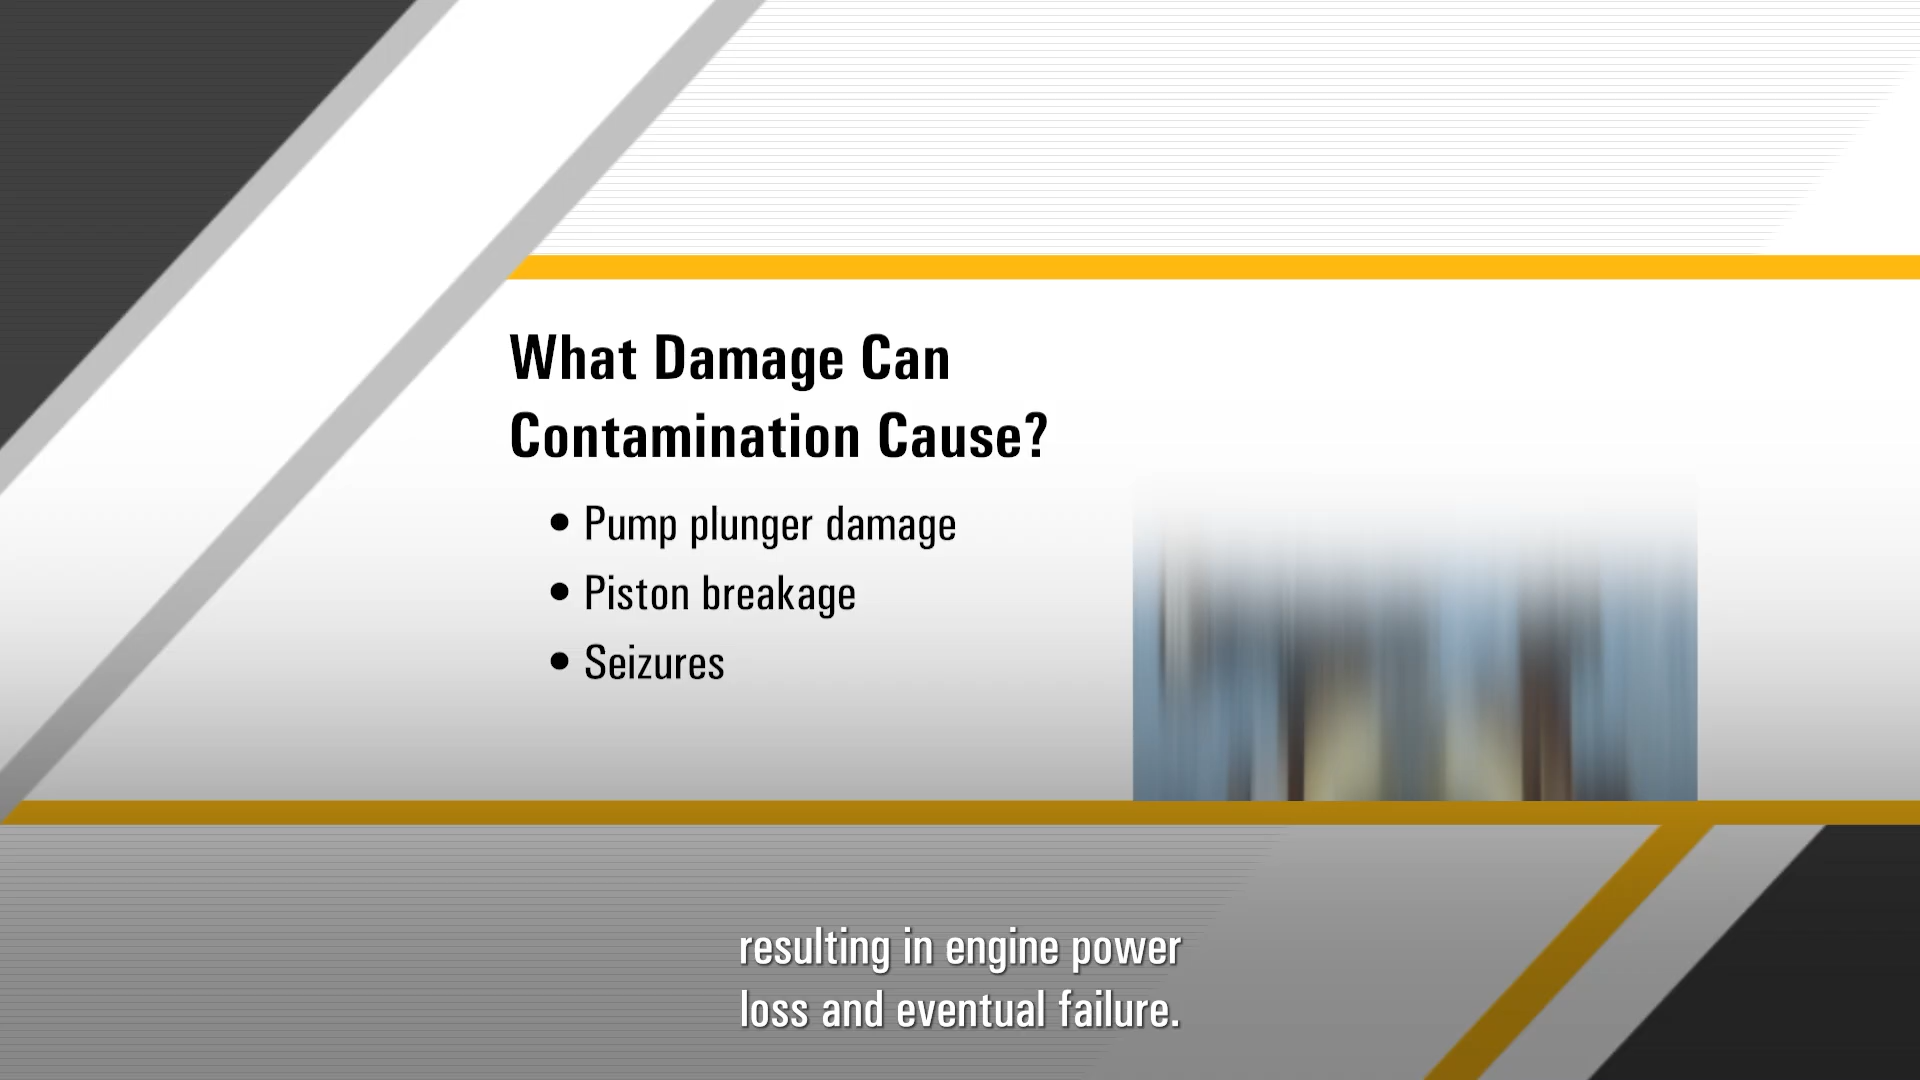 What Damage Can
Contamination Cause?
• Pump plunger damage
• Piston breakage
• Seizures
resulting in engine power
loss and eventual failure.